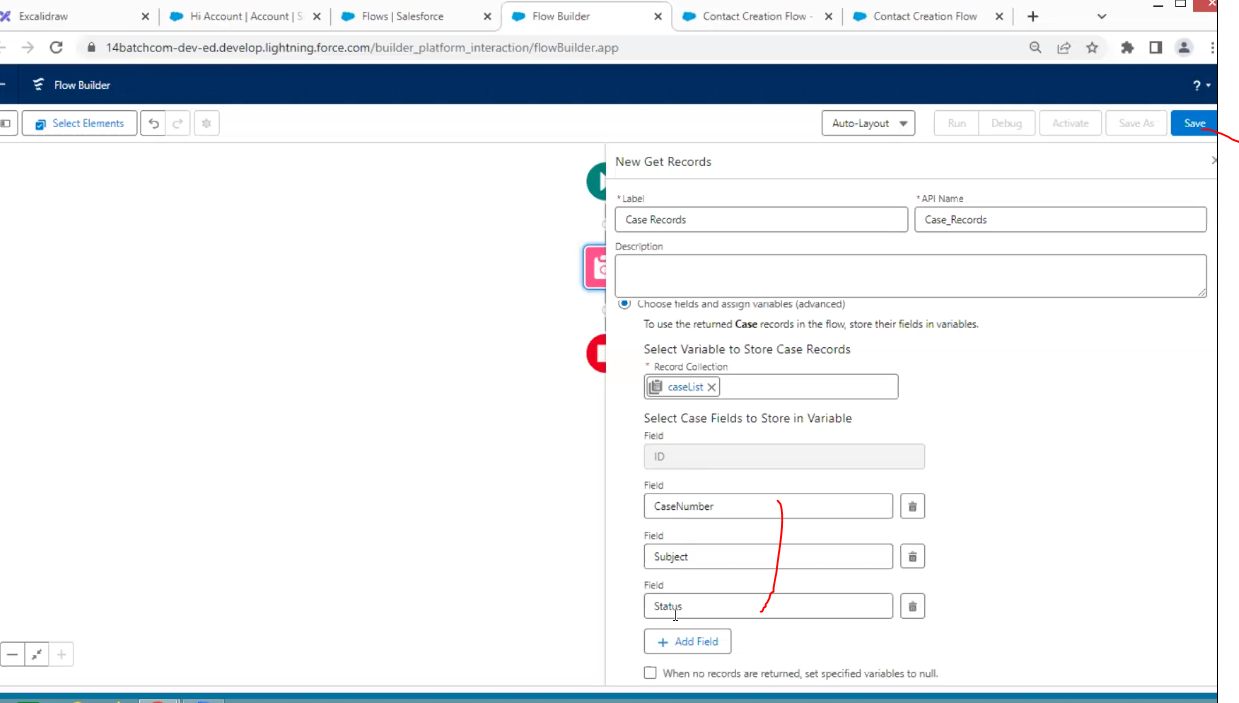 Excalidraw
Hi Account | Account | S
Flows | Salesforce
Flow Builder
Contact Creation Flow -
Contact Creation Flow
14batchcom-dev-ed.develop.lightning.force.com/builder_platform_interaction/flowBuilder.app
Flow Builder
?
Select Elements
Auto-Layout
Run
Debug
Activate
Save As
Save
New Get Records
* Label
* API Name
Case Records
Case_Records
Description
Choose fields and assign variables (advanced)
To use the returned Case records in the flow, store their fields in variables.
Select Variable to Store Case Records
* Record Collection
caseList
Select Case Fields to Store in Variable
Field
ID
Field
CaseNumber
Field
Subject
Field
Status
+ Add Field
When no records are returned, set specified variables to null.